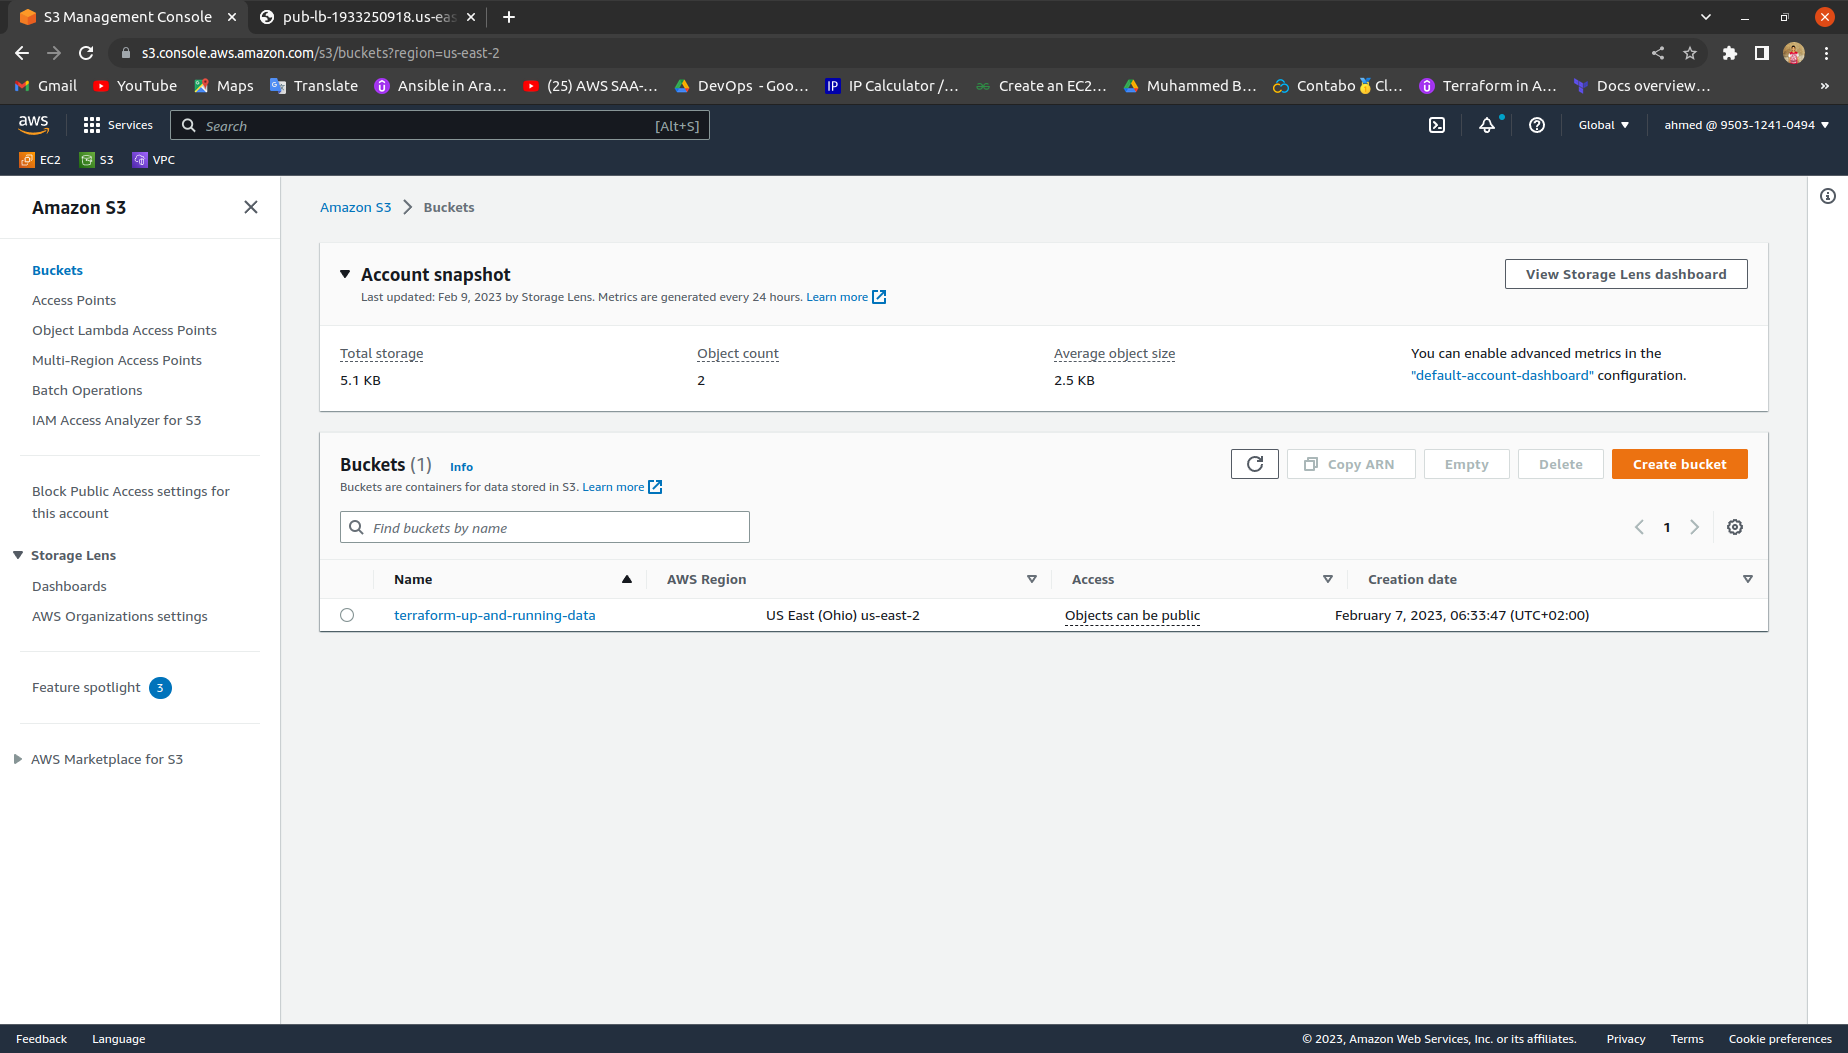 S3 Management Console
pub-lb-1933250918.us-eas
s3.console.aws.amazon.com/s3/buckets?region=us-east-2
Gmail YouTube Maps Translate Ansible in Ara... (25) AWS SAA-... DevOps - Goo... IP IP Calculator /... Create an EC2... Muhammed B... Contabo🥇Cl... Terraform in A... Docs overview... »
aws Services Search [Alt+S] Global ahmed @ 9503-1241-0494
EC2 S3 VPC
Amazon S3
Buckets
Access Points
Object Lambda Access Points
Multi-Region Access Points
Batch Operations
IAM Access Analyzer for S3
Block Public Access settings for
this account
Storage Lens
Dashboards
AWS Organizations settings
Feature spotlight 3
AWS Marketplace for S3
Amazon S3 > Buckets
Account snapshot
Last updated: Feb 9, 2023 by Storage Lens. Metrics are generated every 24 hours. Learn more
View Storage Lens dashboard
Total storage
5.1 KB
Object count
2
Average object size
2.5 KB
You can enable advanced metrics in the
"default-account-dashboard" configuration.
Buckets (1) Info
Buckets are containers for data stored in S3. Learn more
Copy ARN Empty Delete Create bucket
Find buckets by name
1
Name AWS Region Access Creation date
terraform-up-and-running-data US East (Ohio) us-east-2 Objects can be public February 7, 2023, 06:33:47 (UTC+02:00)
Feedback Language © 2023, Amazon Web Services, Inc. or its affiliates. Privacy Terms Cookie preferences